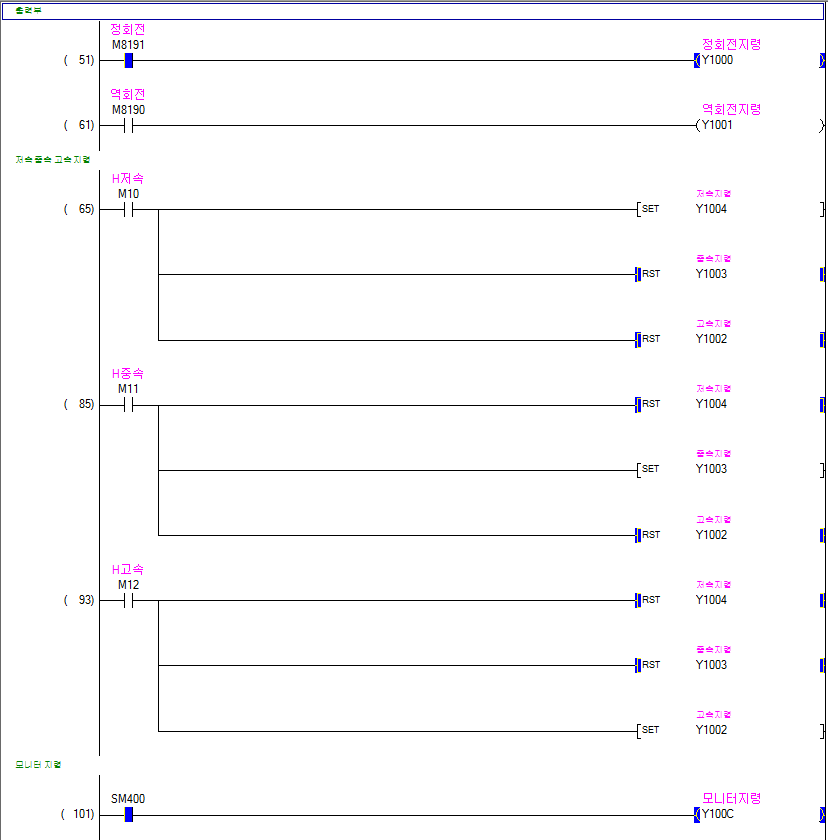 출력부
정회전 정회전지령
M8191
( 51) Y1000
역회전 역회전지령
M8190
( 61) Y1001
저속중속고속지령
H저속
M10 저속지령
( 65) SET Y1004
중속지령
RST Y1003
고속지령
RST Y1002
H중속
M11 저속지령
( 85) RST Y1004
중속지령
SET Y1003
고속지령
RST Y1002
H고속
M12 저속지령
( 93) RST Y1004
중속지령
RST Y1003
고속지령
SET Y1002
모니터 지령
SM400 모니터지령
( 101) Y100C